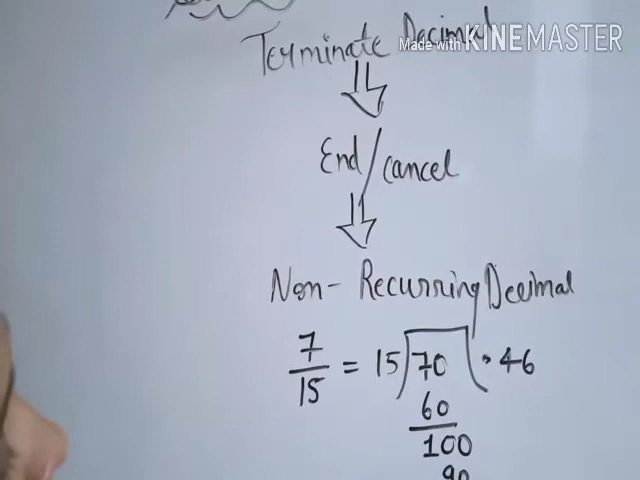 Terminate Decimal
Made with KINEMASTER
End/cancel
Non- Recurring Decimal
7/15 = 15)70( .46
60
100
90